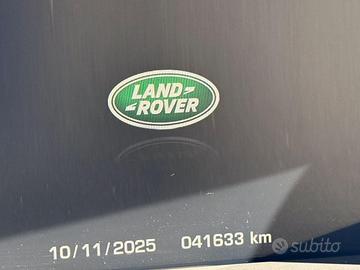 LAND
ROVER
10/11/2025 041633 km
subito